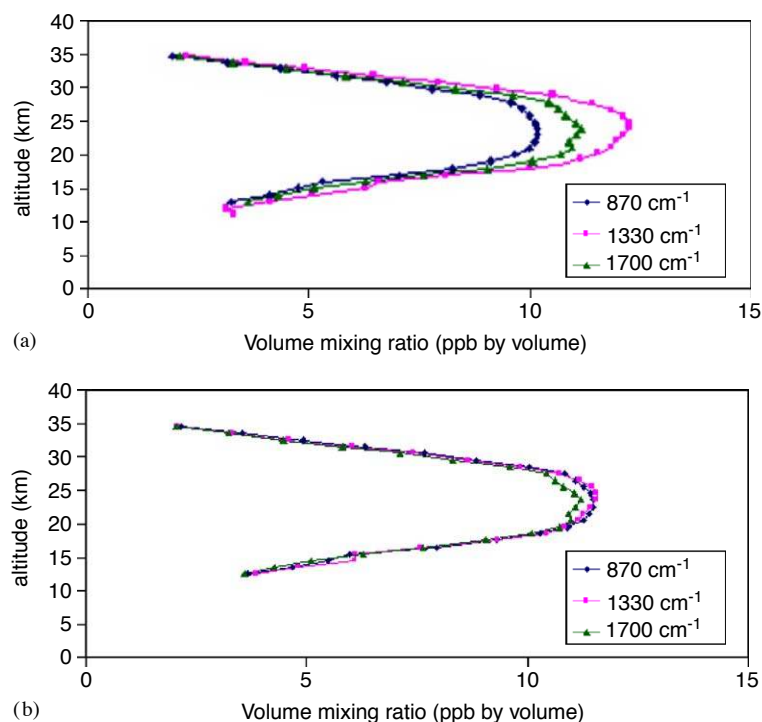 40
35
30
25
20
15
10
5
0
altitude (km)
870 cm-1
1330 cm-1
1700 cm-1
0 5 10 15
(a) Volume mixing ratio (ppb by volume)
40
35
30
25
20
15
10
5
0
altitude (km)
870 cm-1
1330 cm-1
1700 cm-1
0 5 10 15
(b) Volume mixing ratio (ppb by volume)